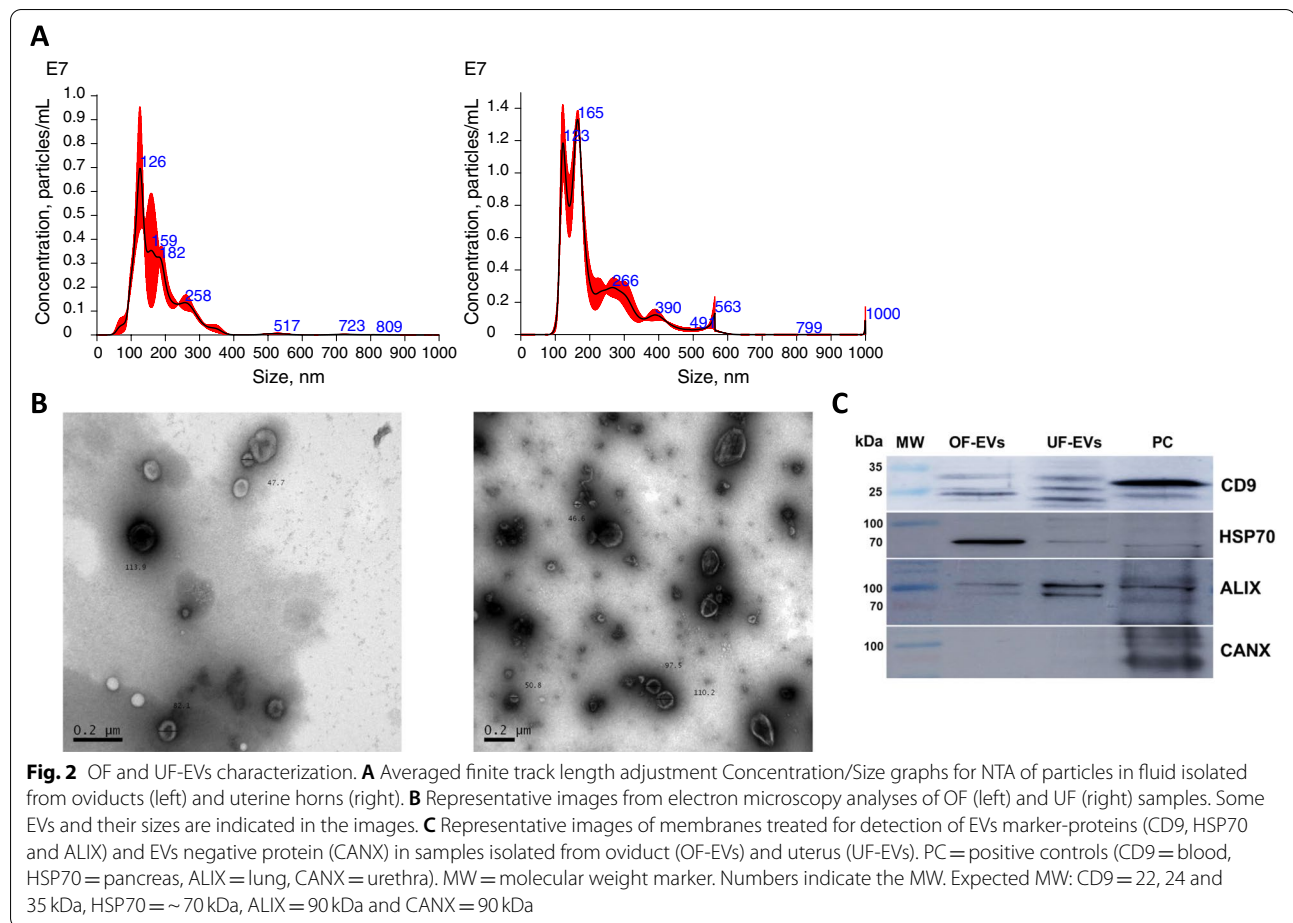 A
E7
1.0
0.9
0.8
0.7
0.6
0.5
0.4
0.3
0.2
0.1
0
Concentration, particles/mL
126
159
182
258
517
723
809
0 100 200 300 400 500 600 700 800 900 1000
Size, nm
E7
1.4
1.2
1.0
0.8
0.6
0.4
0.2
0
Concentration, particles/mL
165
123
266
390
491
563
799
1000
0 100 200 300 400 500 600 700 800 900 1000
Size, nm
B
47.7
113.9
82.1
0.2 µm
46.6
97.5
50.8
110.2
0.2 µm
C
kDa MW OF-EVs UF-EVs PC
35
25
CD9
100
70
HSP70
100
70
ALIX
100
CANX
Fig. 2 OF and UF-EVs characterization. A Averaged finite track length adjustment Concentration/Size graphs for NTA of particles in fluid isolated
from oviducts (left) and uterine horns (right). B Representative images from electron microscopy analyses of OF (left) and UF (right) samples. Some
EVs and their sizes are indicated in the images. C Representative images of membranes treated for detection of EVs marker-proteins (CD9, HSP70
and ALIX) and EVs negative protein (CANX) in samples isolated from oviduct (OF-EVs) and uterus (UF-EVs). PC = positive controls (CD9 = blood,
HSP70 = pancreas, ALIX = lung, CANX = urethra). MW = molecular weight marker. Numbers indicate the MW. Expected MW: CD9 = 22, 24 and
35 kDa, HSP70 = ~ 70 kDa, ALIX = 90 kDa and CANX = 90 kDa